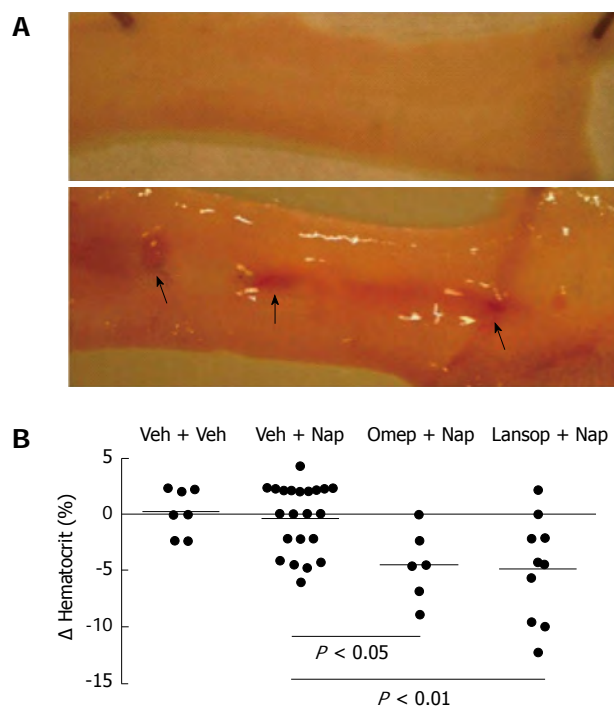 A
B
Veh + Veh Veh + Nap Omep + Nap Lansop + Nap
5
0
-5
-10
-15
Δ Hematocrit (%)
P < 0.05
P < 0.01